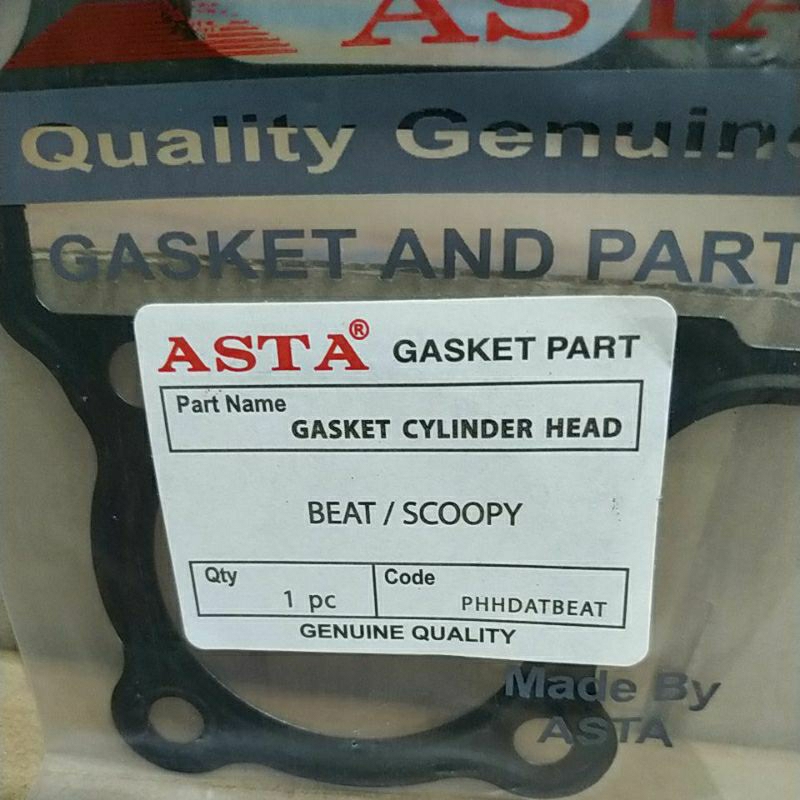 ASTA
Quality Genuin
GASKET AND PART
ASTA® GASKET PART
Part Name
GASKET CYLINDER HEAD
BEAT / SCOOPY
Qty
1 pc
Code
PHHDATBEAT
GENUINE QUALITY
Made By
ASTA